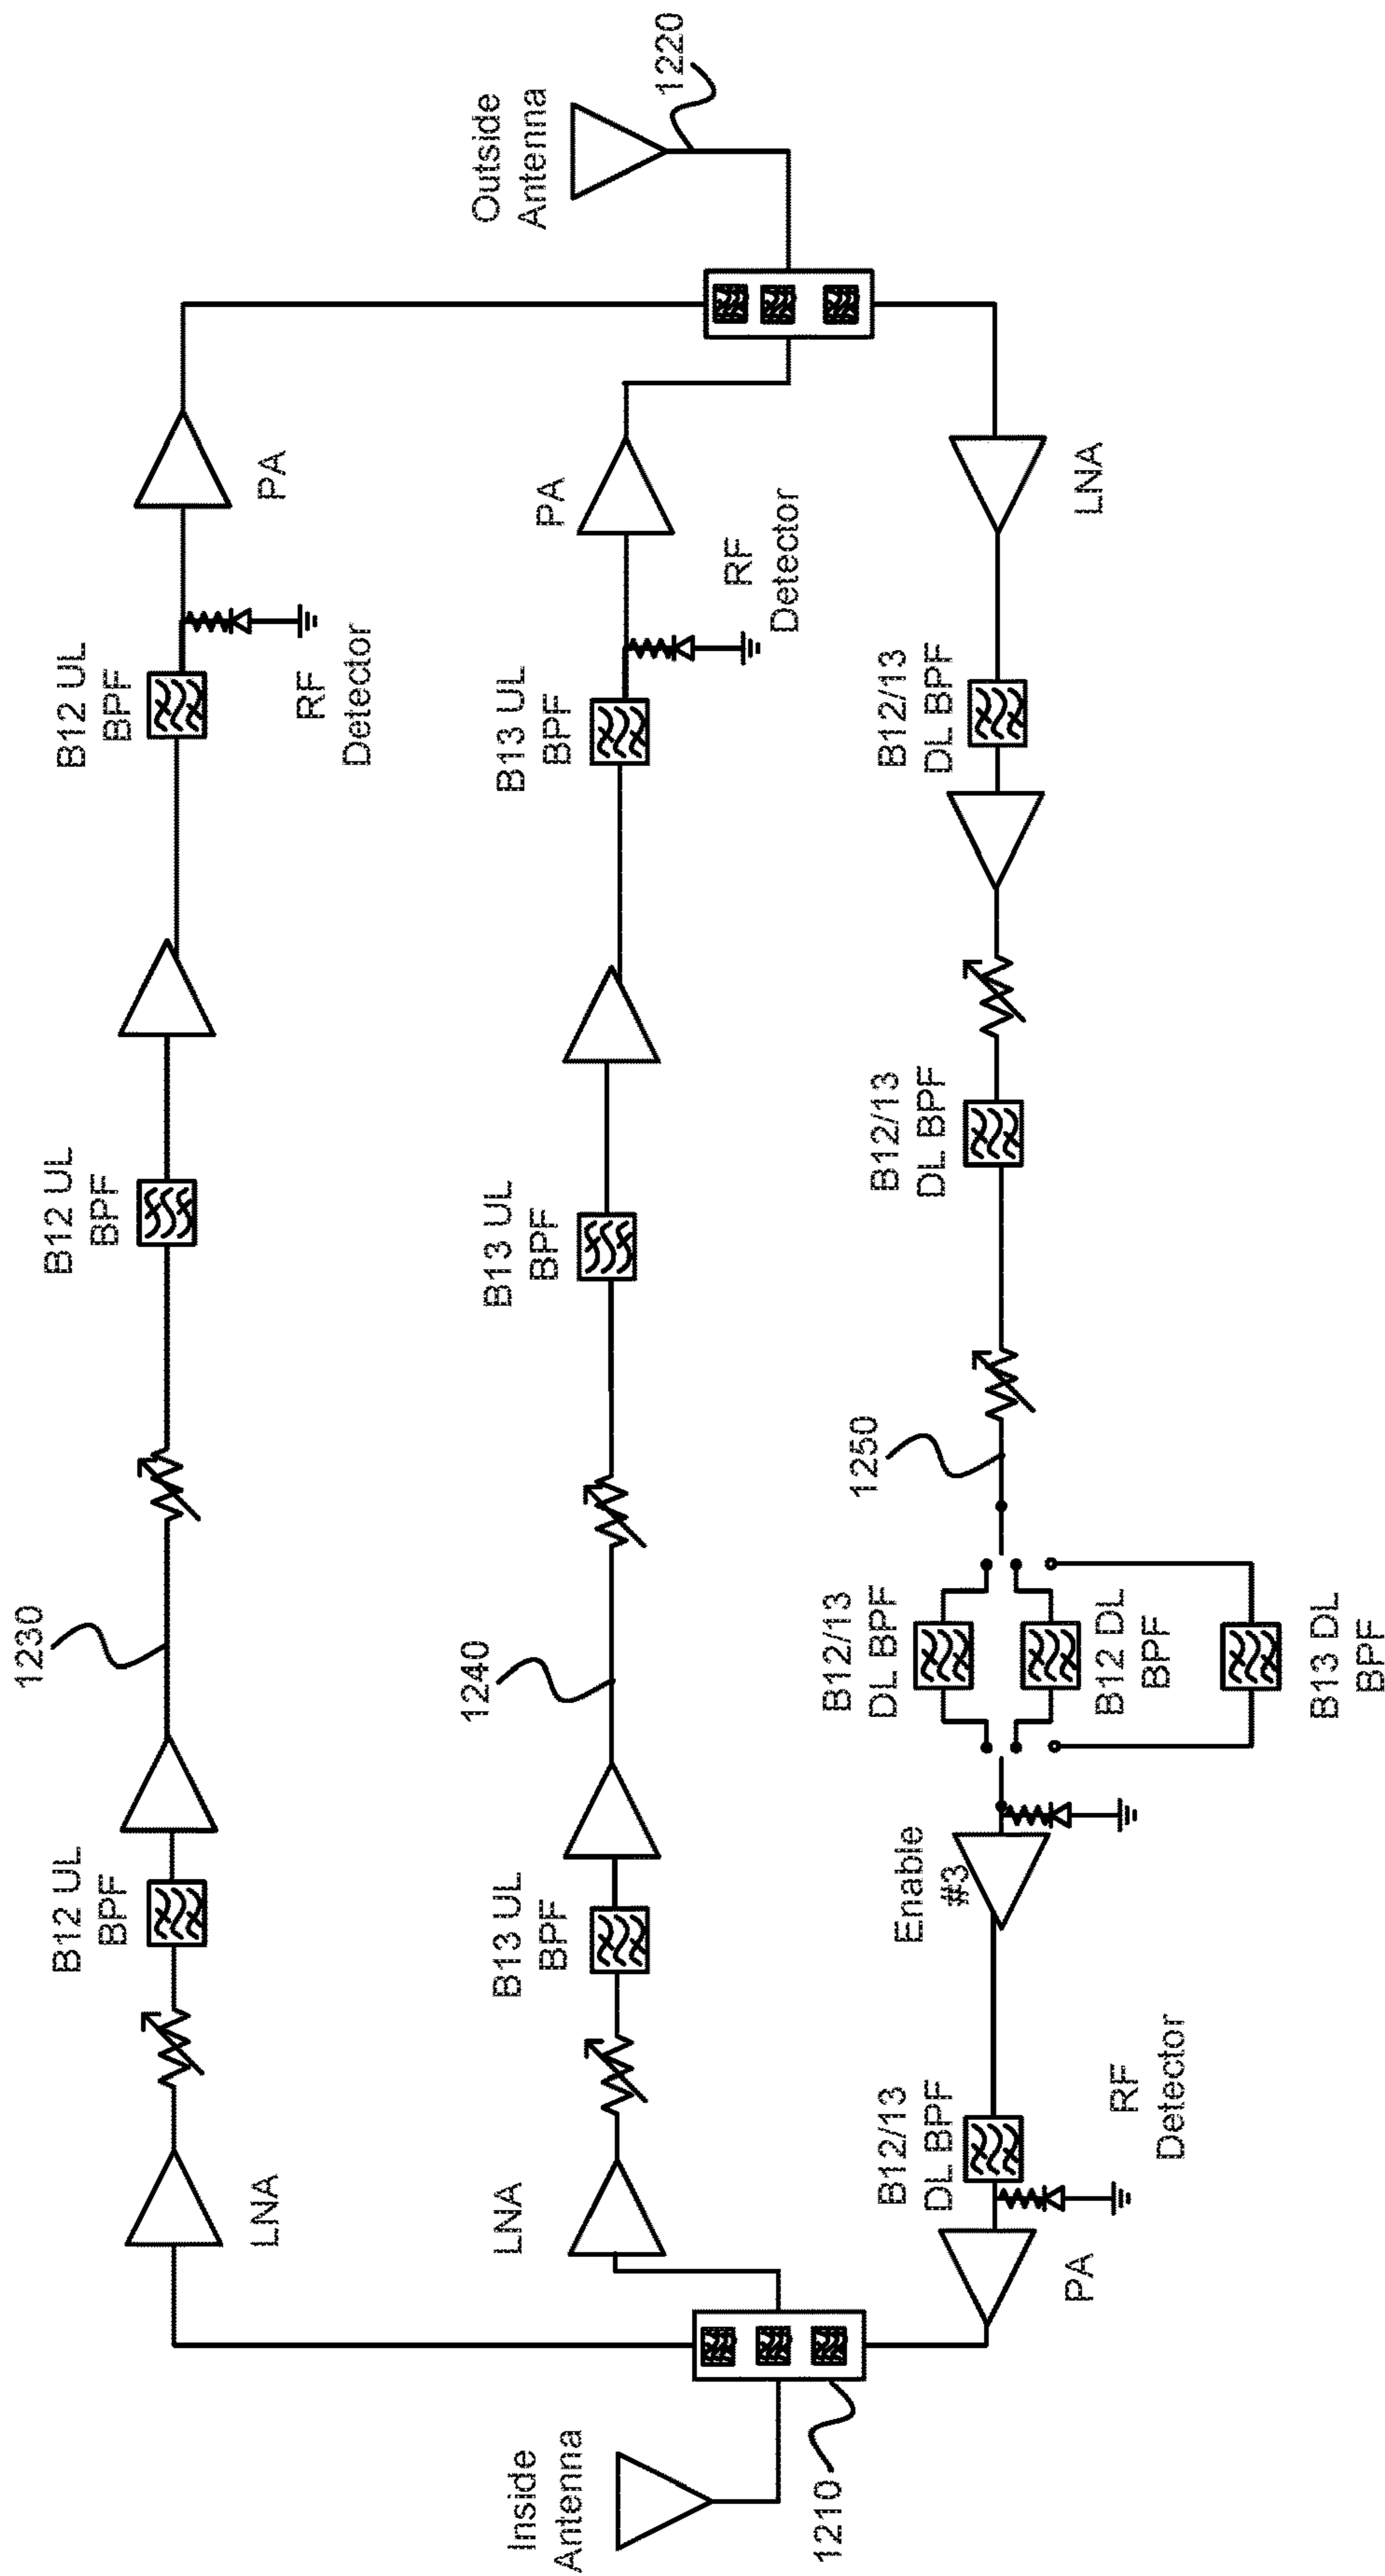 1230
B12 UL
BPF
B12 UL
BPF
B12 UL
BPF
LNA
RF
Detector
PA
1240
B13 UL
BPF
B13 UL
BPF
B13 UL
BPF
LNA
RF
Detector
PA
Inside
Antenna
1210
Outside
Antenna
1220
B12/13
DL BPF
Enable
#3
B12/13
DL BPF
1250
B12/13
DL BPF
B12/13
DL BPF
LNA
PA
RF
Detector
B12 DL
BPF
B13 DL
BPF